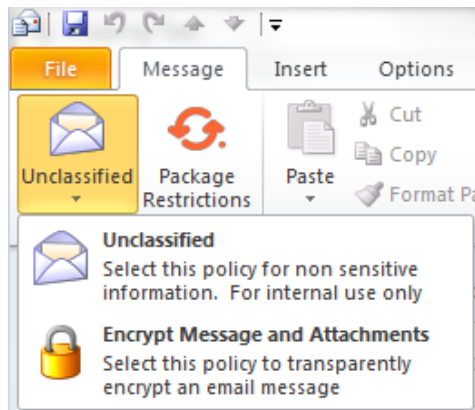 File Message Insert Options
Unclassified
Package
Restrictions
Paste
Cut
Copy
Format
Unclassified
Select this policy for non sensitive
information. For internal use only
Encrypt Message and Attachments
Select this policy to transparently
encrypt an email message